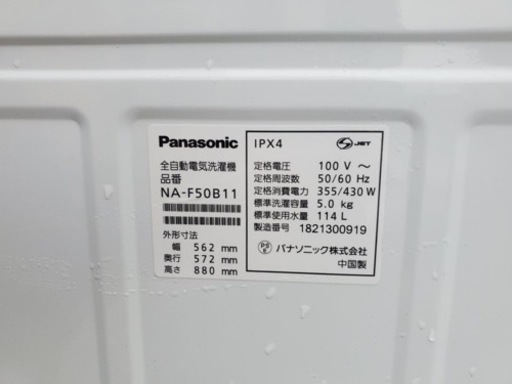 Panasonic
全自動電気洗濯機
品番
NA-F50B11
外形寸法
幅 562 mm
奥行 572 mm
高さ 880 mm
IPX4
JET
定格電圧 100 V ～
定格周波数 50/60 Hz
定格消費電力 355/430 W
標準洗濯容量 5.0 kg
標準使用水量 114 L
製造番号 1821300919
PSE パナソニック株式会社
中国製